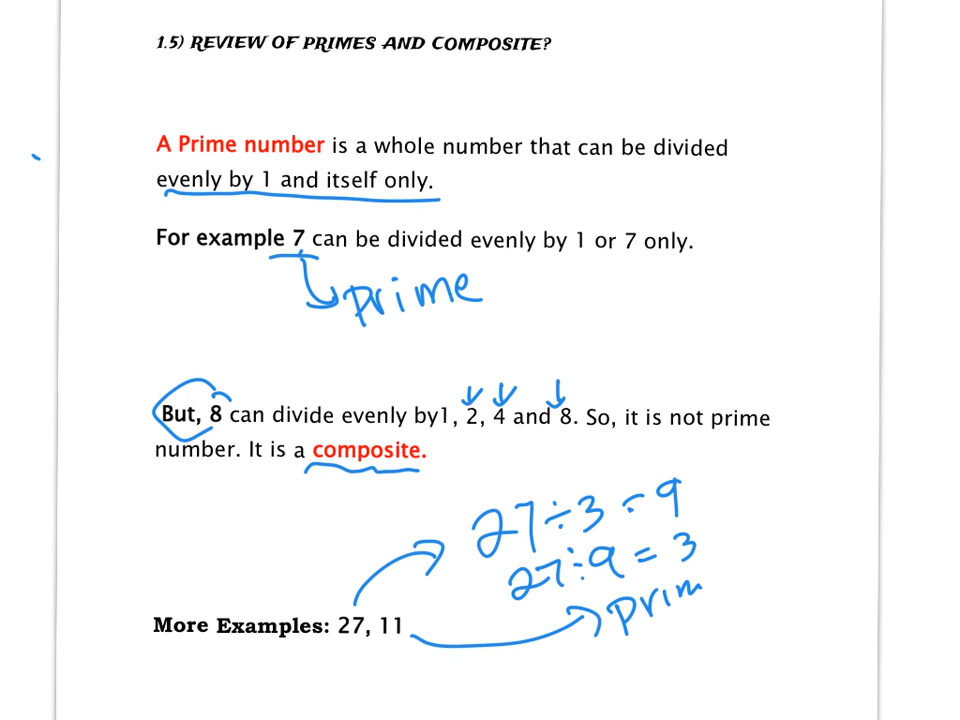 1.5) REVIEW OF PRIMES AND COMPOSITE?
A Prime number is a whole number that can be divided
evenly by 1 and itself only.
For example 7 can be divided evenly by 1 or 7 only.
prime
But, 8 can divide evenly by1, 2, 4 and 8. So, it is not prime
number. It is a composite.
27 ÷ 3 = 9
27 ÷ 9 = 3
prim
More Examples: 27, 11